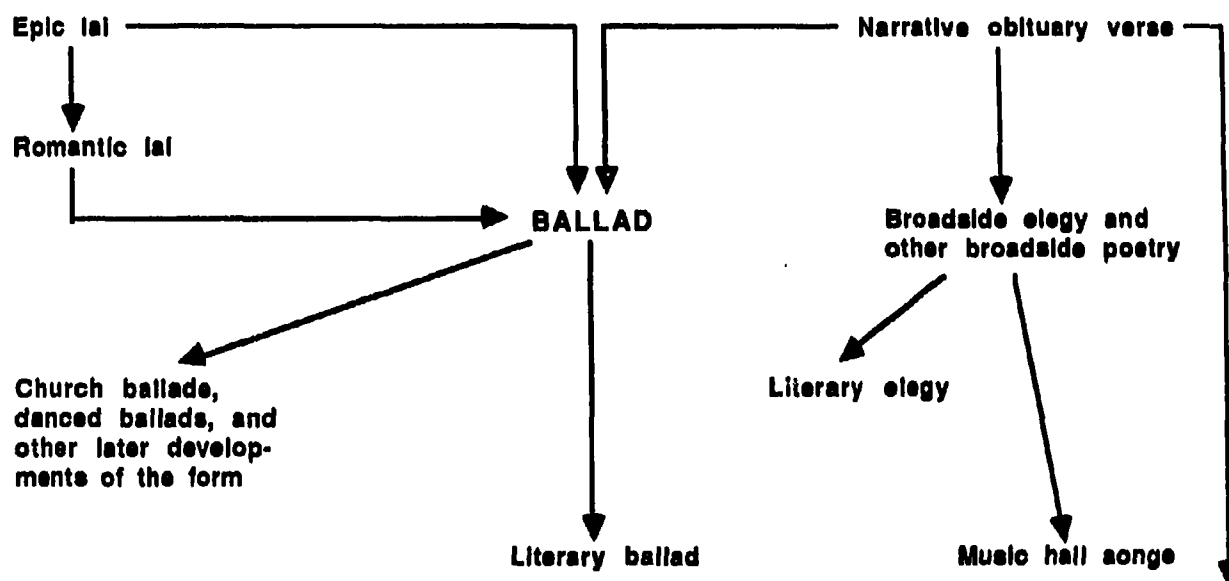 Epic lai
Narrative obituary verse
Romantic lai
BALLAD
Broadside elegy and
other broadside poetry
Church ballads,
danced ballads, and
other later develop-
ments of the form
Literary elegy
Literary ballad
Music hall songs